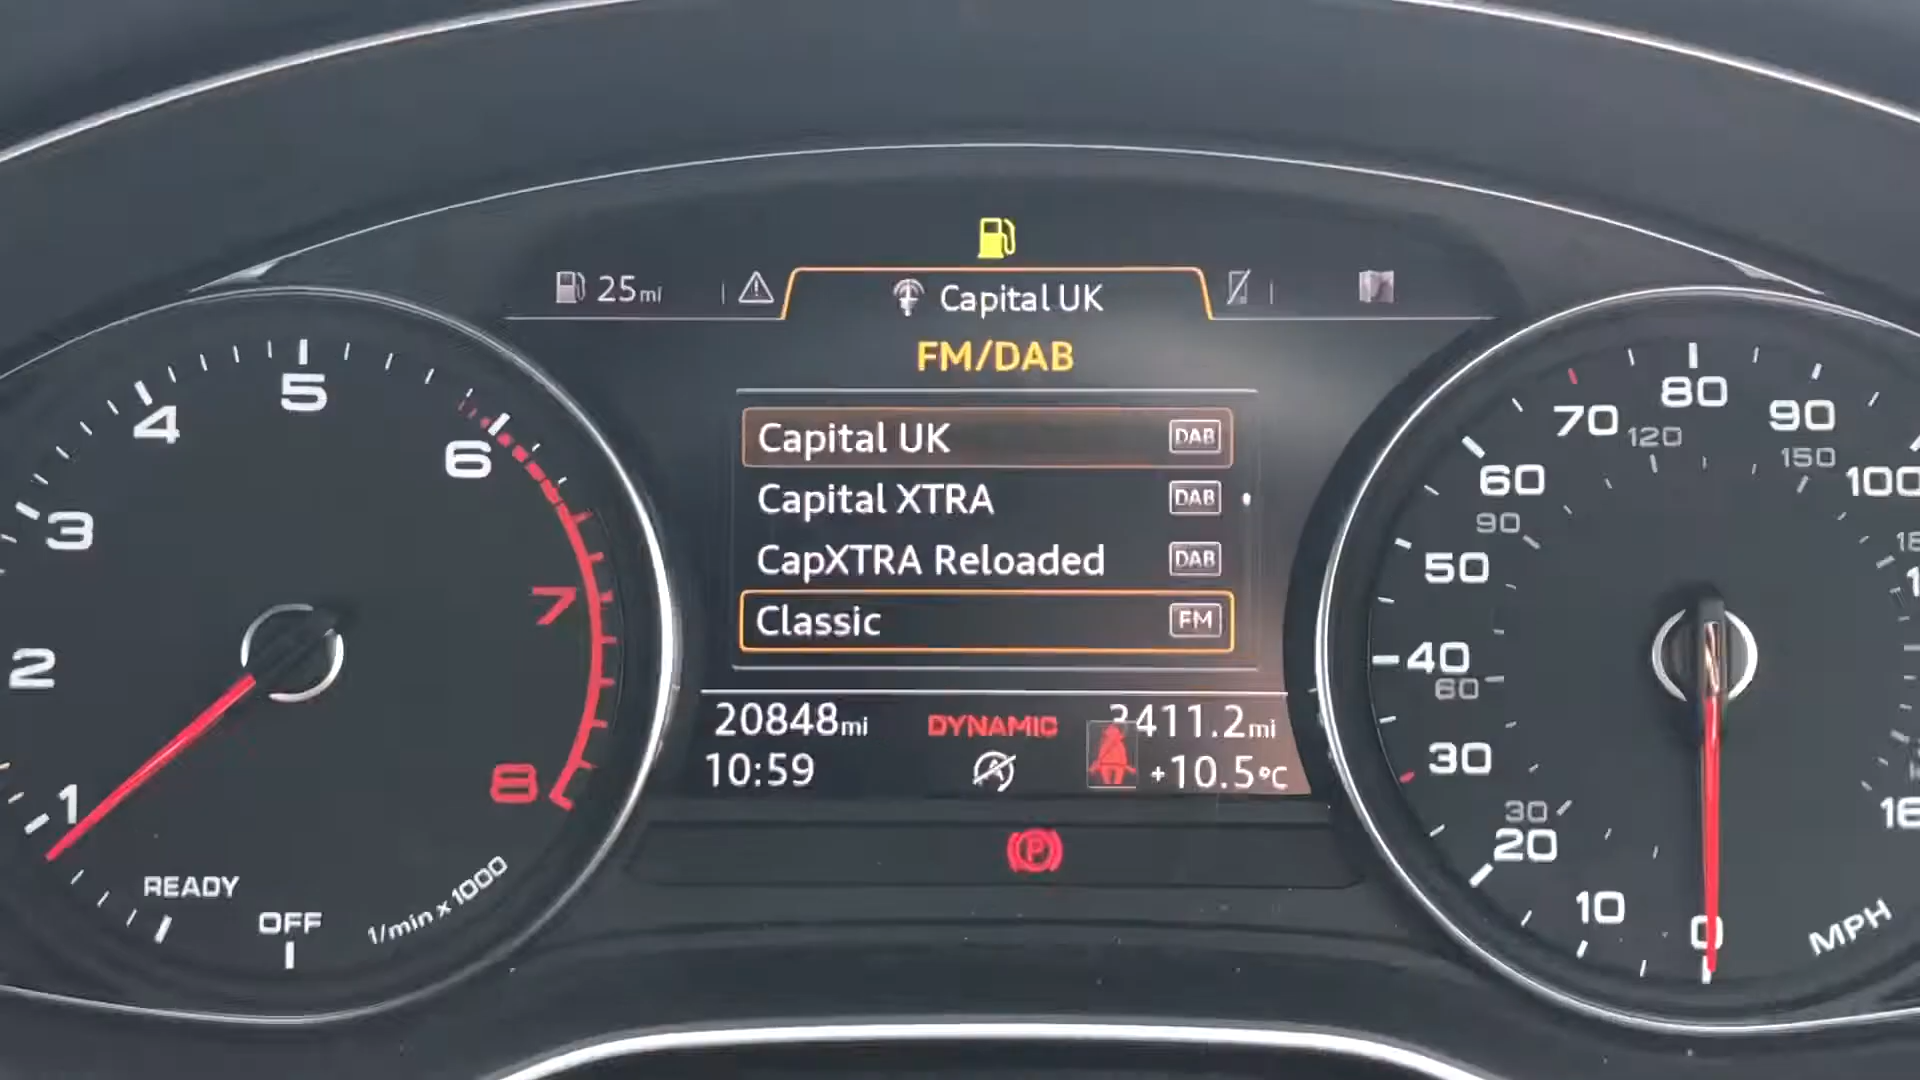 25mi
Capital UK
FM/DAB
Capital UK DAB
Capital XTRA DAB
CapXTRA Reloaded DAB
Classic FM
20848mi DYNAMIC 3411.2mi
10:59 +10.5°C
P
OFF
READY
1
2
3
4
5
6
7
8
1/min x 1000
0
10
20
30
40
50
60
70
80
90
100
30
60
90
120
150
MPH